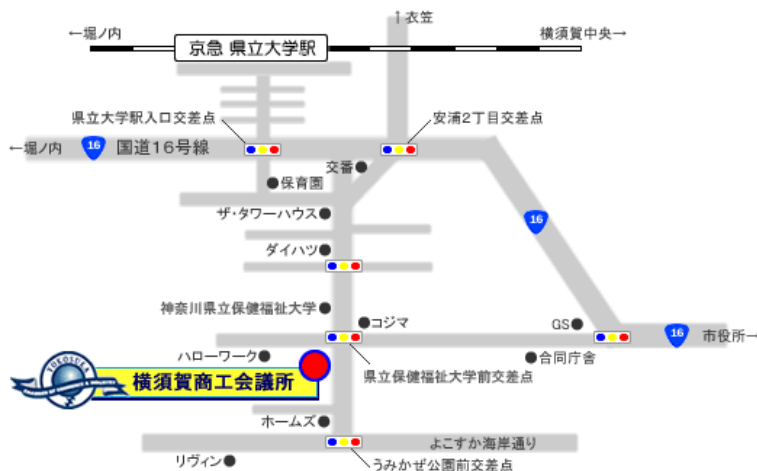 ↑衣笠
←堀ノ内
京急 県立大学駅
横須賀中央→
県立大学駅入口交差点
安浦2丁目交差点
←堀ノ内
16
国道16号線
交番
保育園
ザ・タワーハウス
16
ダイハツ
神奈川県立保健福祉大学
コジマ
GS
16
市役所→
ハローワーク
合同庁舎
YOKOSUKA
横須賀商工会議所
県立保健福祉大学前交差点
ホームズ
よこすか海岸通り
リヴィン
うみかぜ公園前交差点